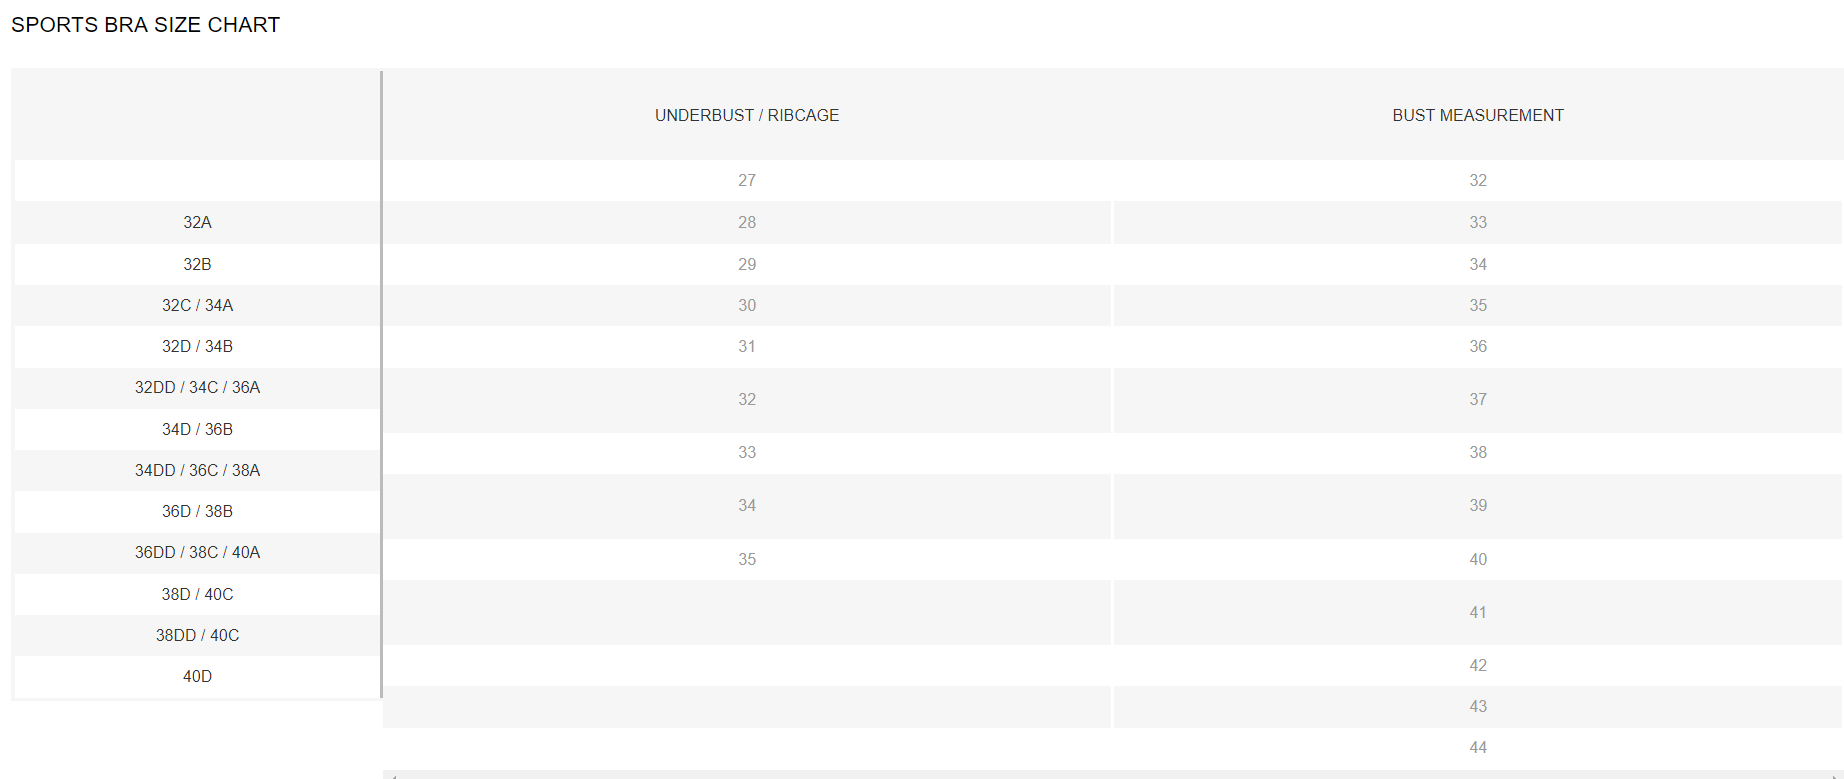 SPORTS BRA SIZE CHART
UNDERBUST / RIBCAGE BUST MEASUREMENT
27 32
32A 28 33
32B 29 34
32C / 34A 30 35
32D / 34B 31 36
32DD / 34C / 36A 32 37
34D / 36B 33 38
34DD / 36C / 38A 34 39
36D / 38B 35 40
36DD / 38C / 40A 41
38D / 40C 42
38DD / 40C 43
40D 44